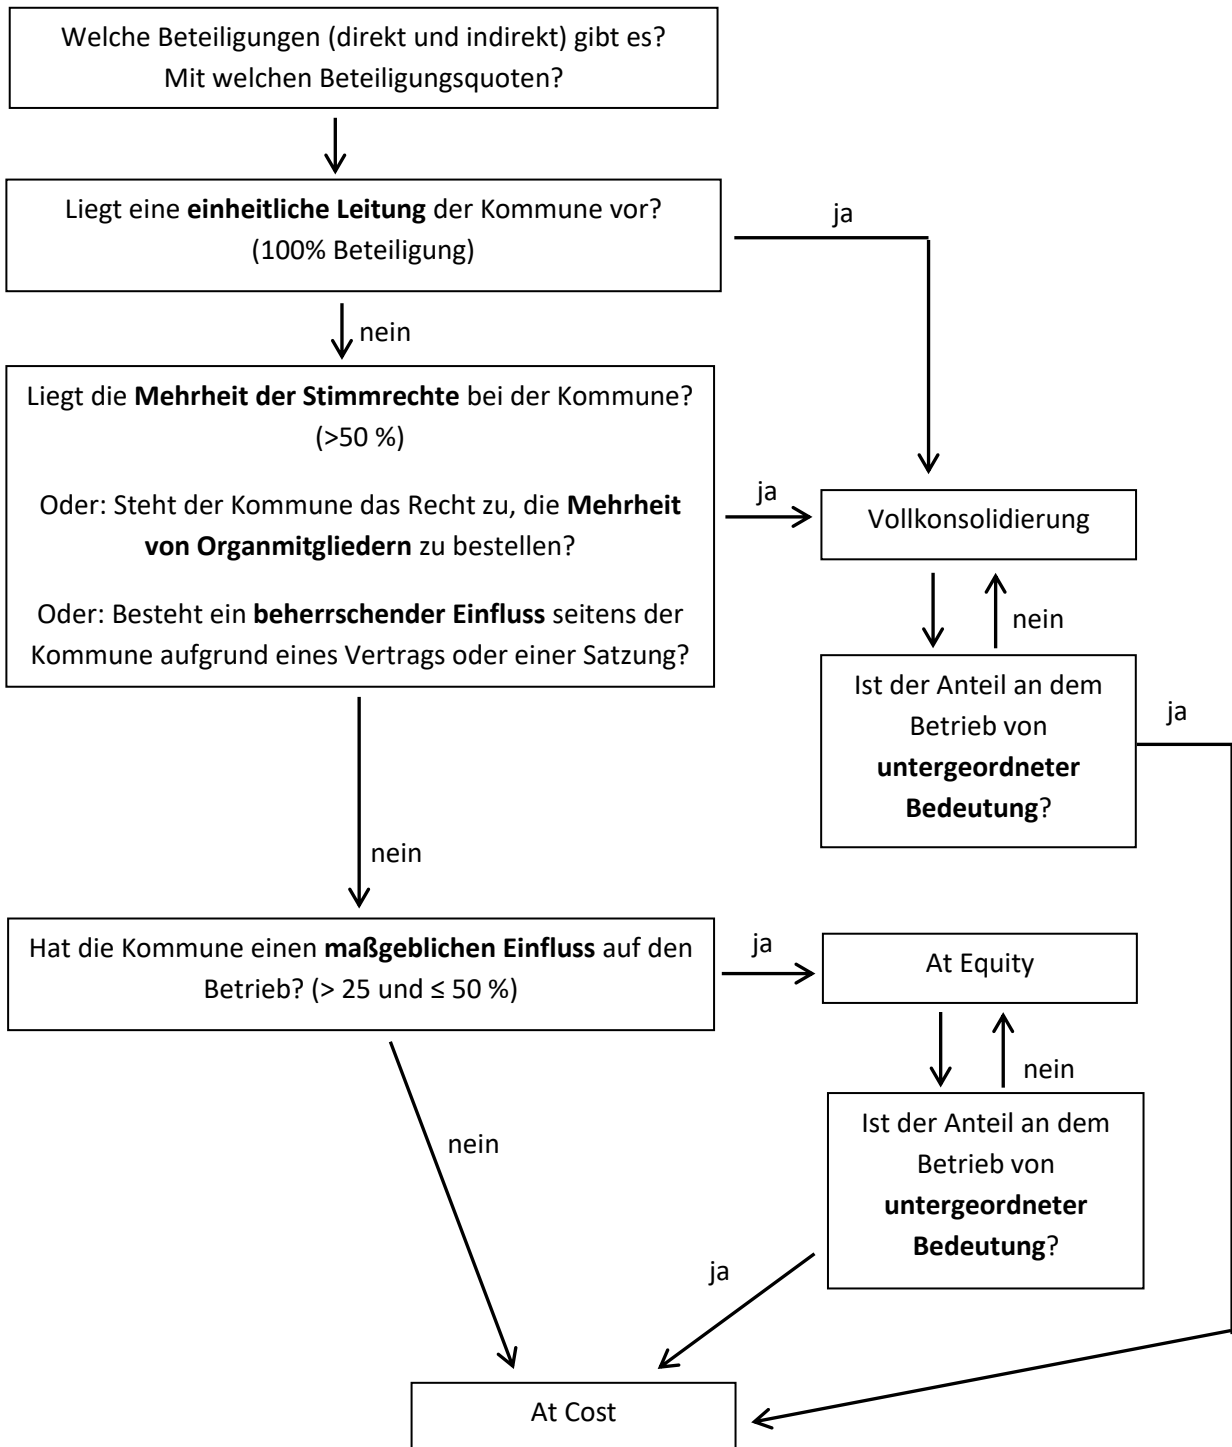 Welche Beteiligungen (direkt und indirekt) gibt es?
Mit welchen Beteiligungsquoten?
Liegt eine einheitliche Leitung der Kommune vor?
(100% Beteiligung)
ja
nein
Liegt die Mehrheit der Stimmrechte bei der Kommune?
(>50 %)
Oder: Steht der Kommune das Recht zu, die Mehrheit
von Organmitgliedern zu bestellen?
Oder: Besteht ein beherrschender Einfluss seitens der
Kommune aufgrund eines Vertrags oder einer Satzung?
ja
Vollkonsolidierung
nein
Ist der Anteil an dem
Betrieb von
untergeordneter
Bedeutung?
ja
nein
Hat die Kommune einen maßgeblichen Einfluss auf den
Betrieb? (> 25 und ≤ 50 %)
ja
At Equity
nein
Ist der Anteil an dem
Betrieb von
untergeordneter
Bedeutung?
nein
ja
At Cost